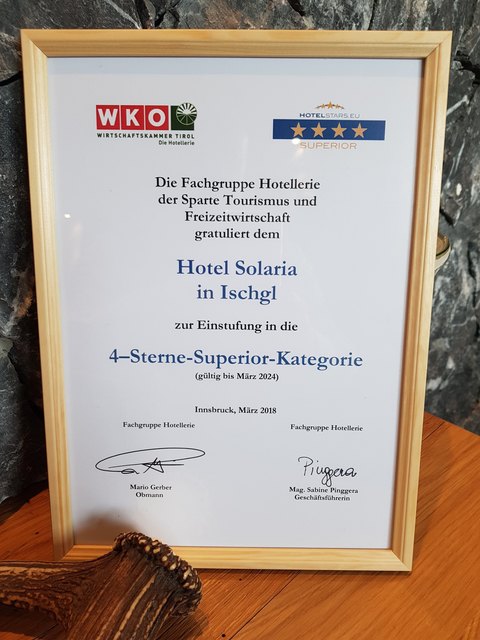 WKO
WIRTSCHAFTSKAMMER TIROL
Die Hotellerie
HOTELSTARS.EU
SUPERIOR
Die Fachgruppe Hotellerie
der Sparte Tourismus und
Freizeitwirtschaft
gratuliert dem
Hotel Solaria
in Ischgl
zur Einstufung in die
4–Sterne-Superior-Kategorie
(gültig bis März 2024)
Innsbruck, März 2018
Fachgruppe Hotellerie
Fachgruppe Hotellerie
Pinggera
Mario Gerber
Obmann
Mag. Sabine Pinggera
Geschäftsführerin